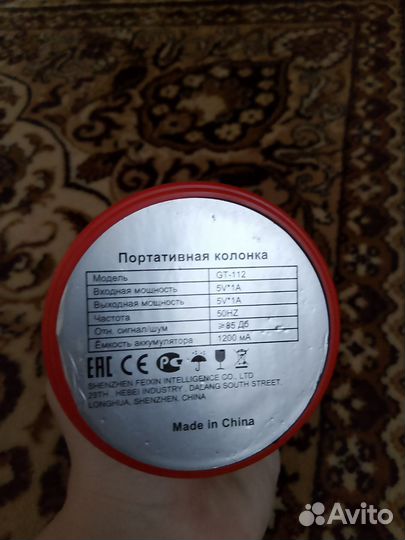 Портативная колонка
Модель GT-112
Входная мощность 5V*1A
Выходная мощность 5V*1A
Частота 50HZ
Отн. сигнал/шум ≥85 Дб
Ёмкость аккумулятора 1200 мА
EAC CE PG
SHENZHEN FEIXIN INTELLIGENCE CO., LTD
29TH, HEBEI INDUSTRY, DALANG SOUTH STREET,
LONGHUA, SHENZHEN, CHINA
Made in China
Avito